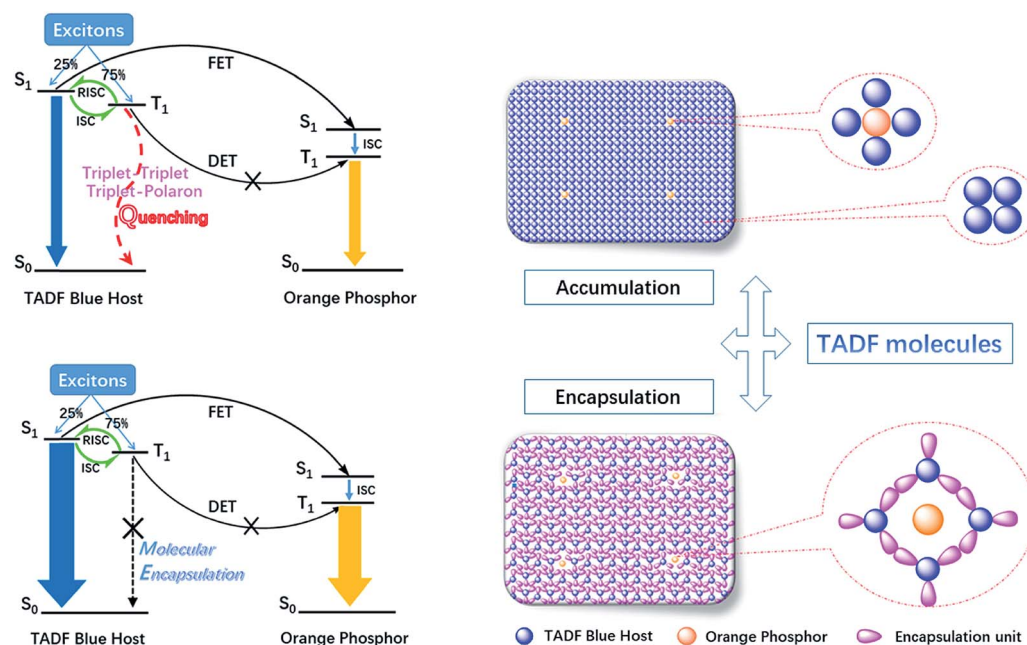 Excitons
25%
75%
FET
S1
RISC
T1
ISC
S1
ISC
T1
DET
Triplet-Triplet
Triplet-Polaron
Quenching
S0
S0
TADF Blue Host
Orange Phosphor
Accumulation
TADF molecules
Encapsulation
Excitons
25%
75%
FET
S1
RISC
T1
ISC
S1
ISC
T1
DET
Molecular
Encapsulation
S0
S0
TADF Blue Host
Orange Phosphor
TADF Blue Host
Orange Phosphor
Encapsulation unit